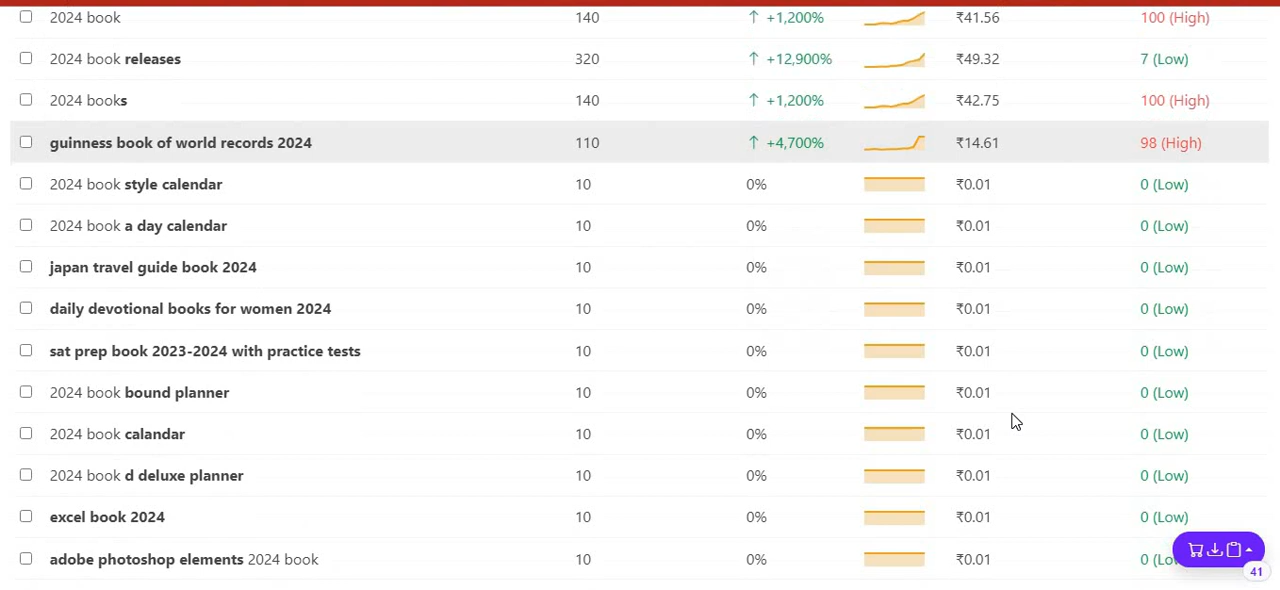 2024 book 140 ↑ +1,200% ₹41.56 100 (High)
2024 book releases 320 ↑ +12,900% ₹49.32 7 (Low)
2024 books 140 ↑ +1,200% ₹42.75 100 (High)
guinness book of world records 2024 110 ↑ +4,700% ₹14.61 98 (High)
2024 book style calendar 10 0% ₹0.01 0 (Low)
2024 book a day calendar 10 0% ₹0.01 0 (Low)
japan travel guide book 2024 10 0% ₹0.01 0 (Low)
daily devotional books for women 2024 10 0% ₹0.01 0 (Low)
sat prep book 2023-2024 with practice tests 10 0% ₹0.01 0 (Low)
2024 book bound planner 10 0% ₹0.01 0 (Low)
2024 book calandar 10 0% ₹0.01 0 (Low)
2024 book d deluxe planner 10 0% ₹0.01 0 (Low)
excel book 2024 10 0% ₹0.01 0 (Low)
adobe photoshop elements 2024 book 10 0% ₹0.01 0
41